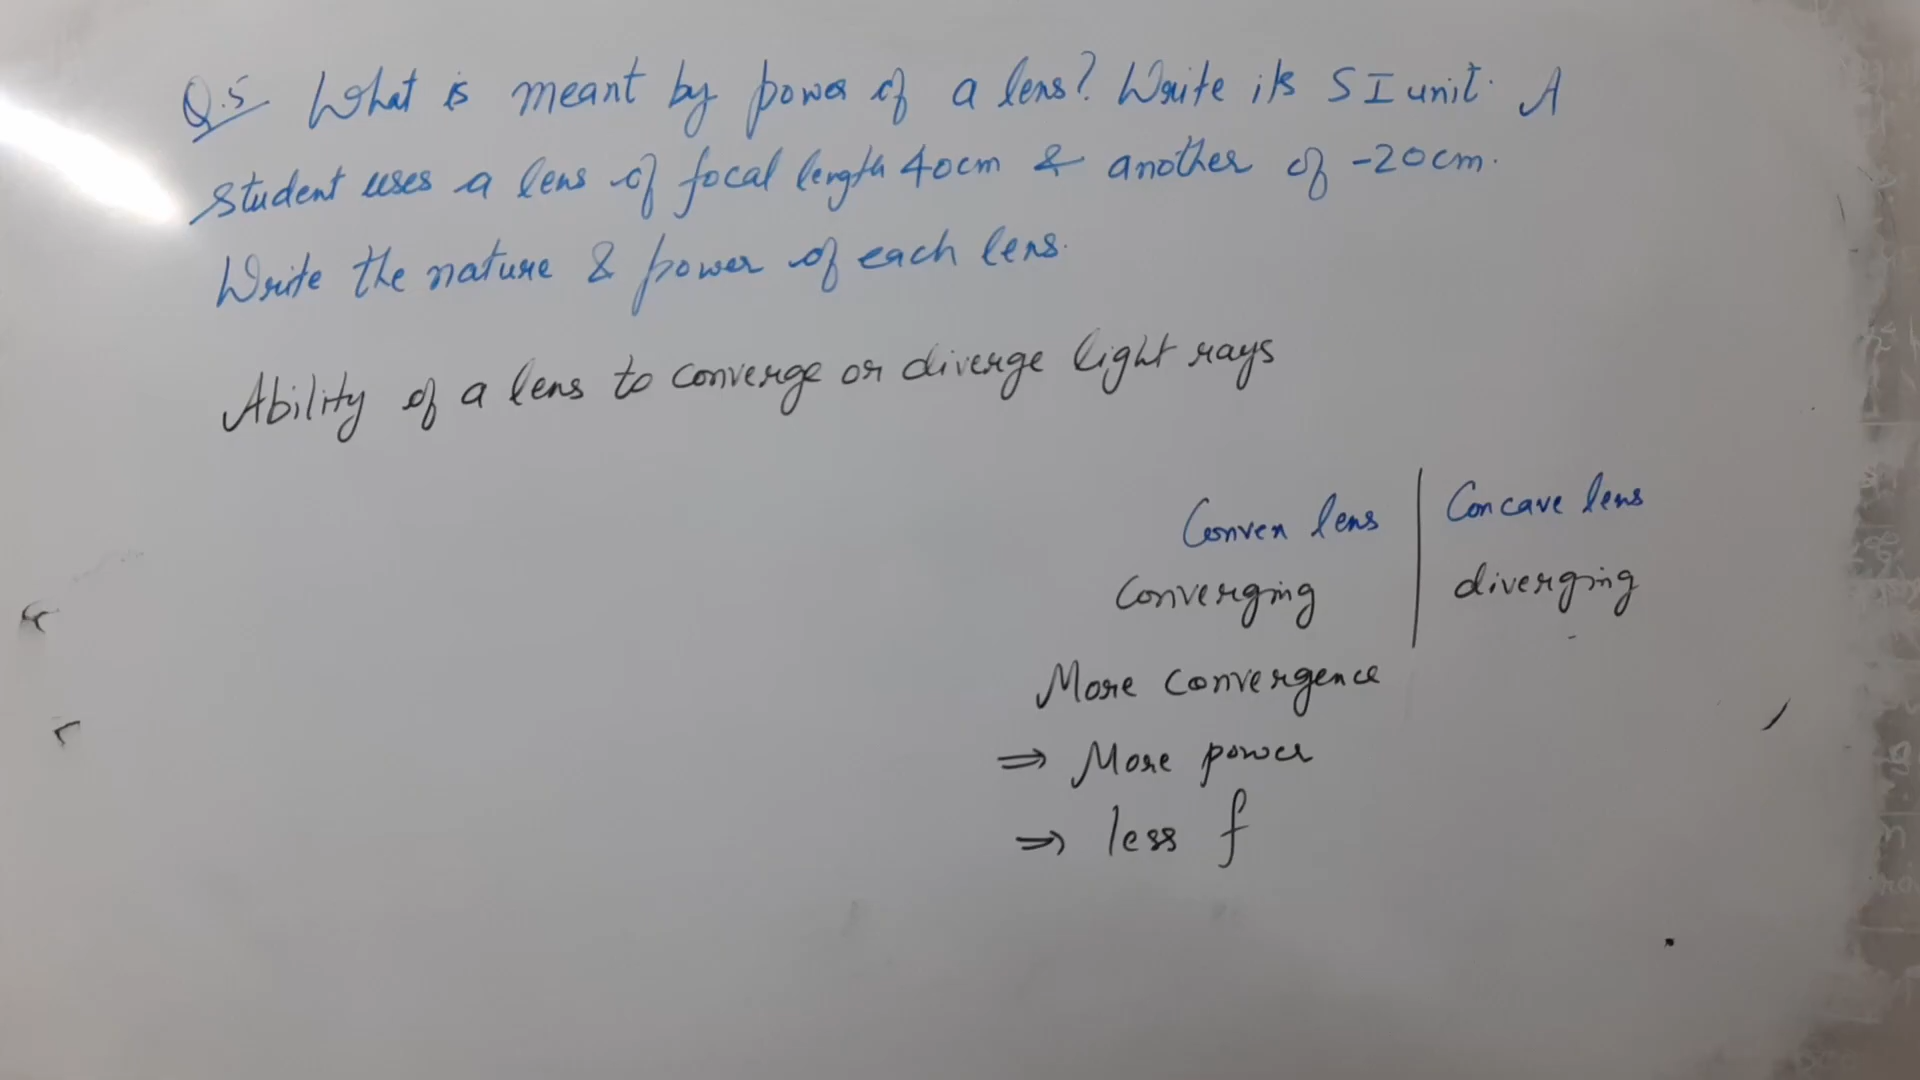 Q.5 What is meant by power of a lens? Write its SI unit. A
student uses a lens of focal length 40cm & another of -20cm.
Write the nature & power of each lens.
Ability of a lens to converge or diverge light rays
Convex lens | Concave lens
Converging | diverging
More convergence
⇒ More power
⇒ less f